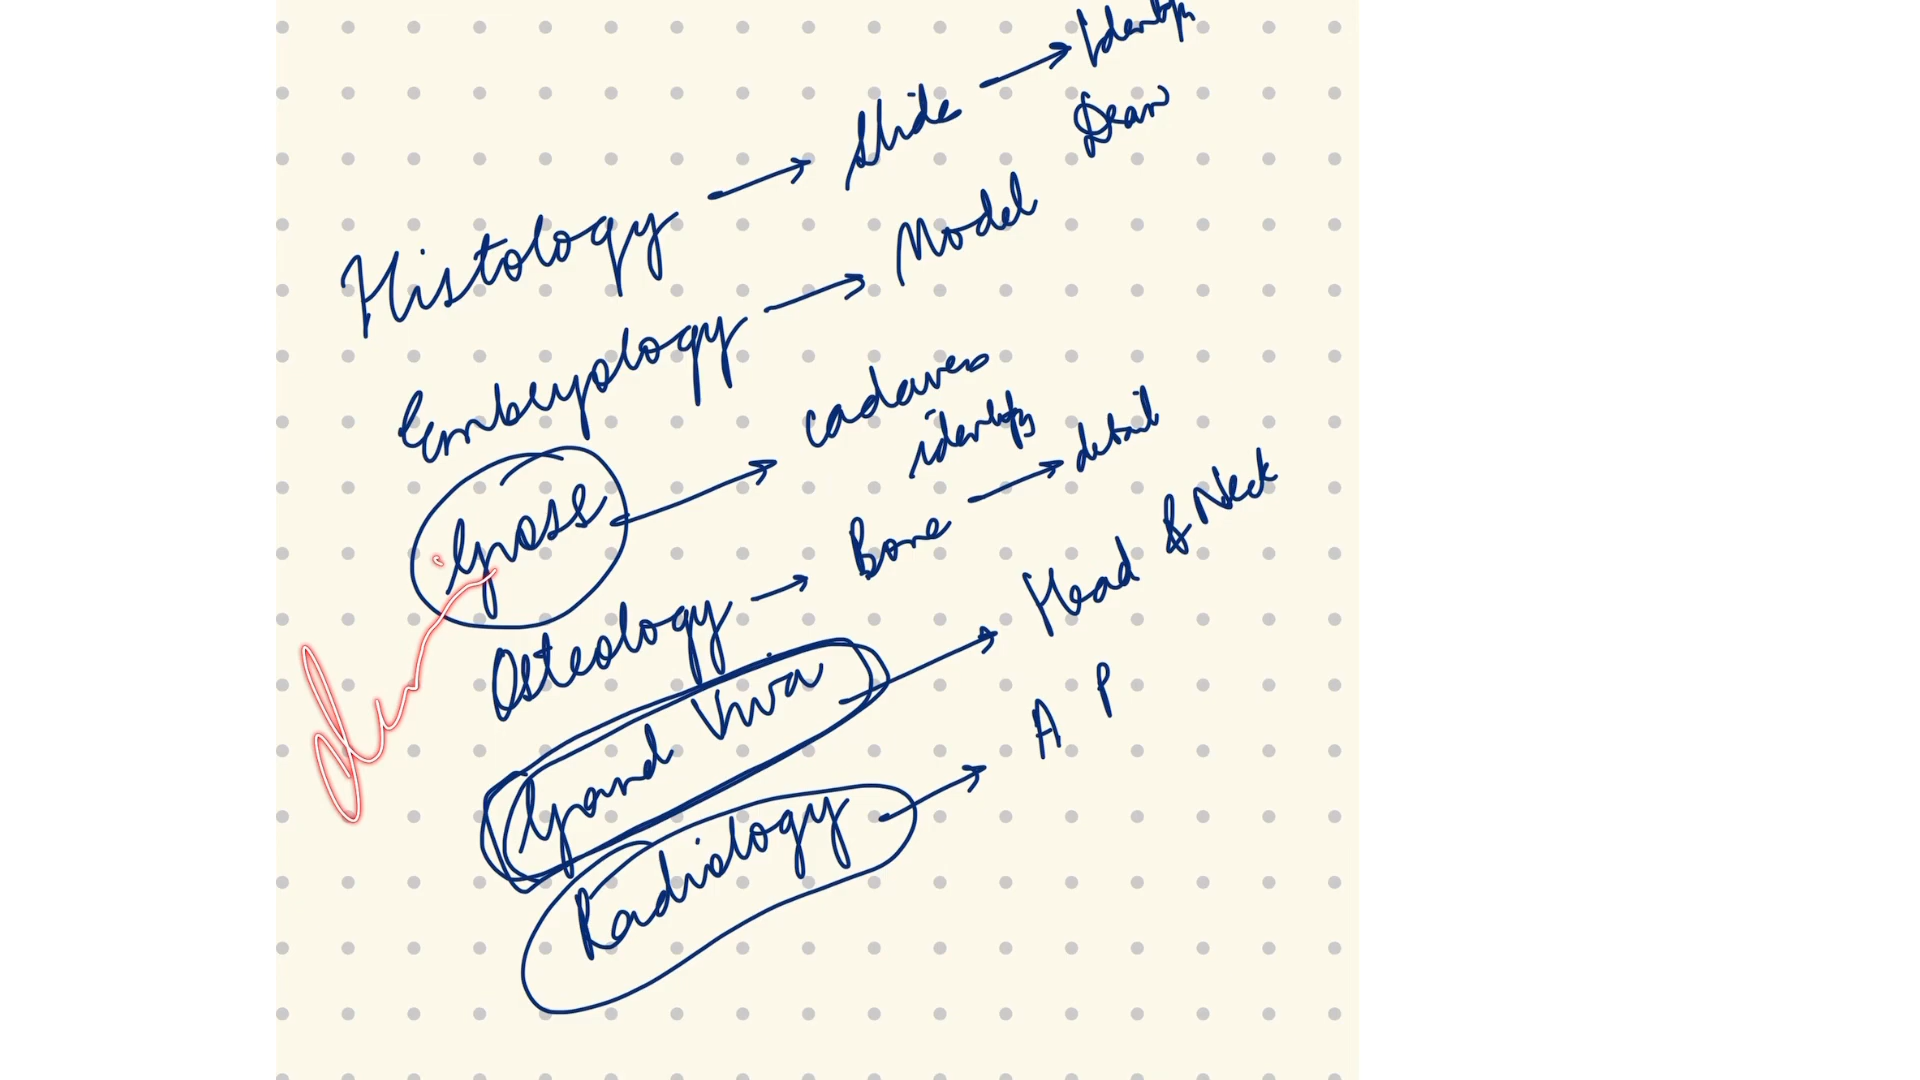 Histology → Slide → Identify
Draw
Embryology → Model
Gross → cadavers
identify
Osteology → Bone → detail
Grand Viva → Head & Neck
Radiology → A P